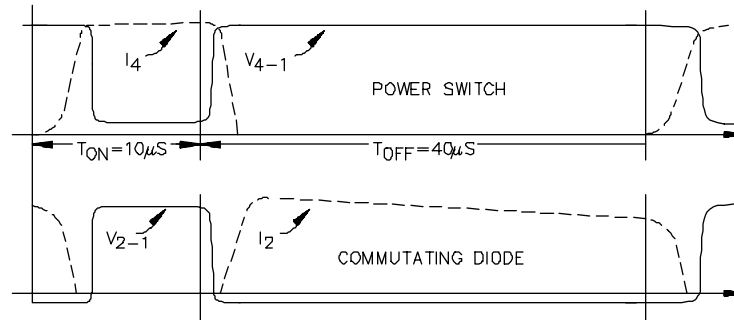 I4
V4-1
POWER SWITCH
TON=10μS
TOFF=40μS
V2-1
I2
COMMUTATING DIODE